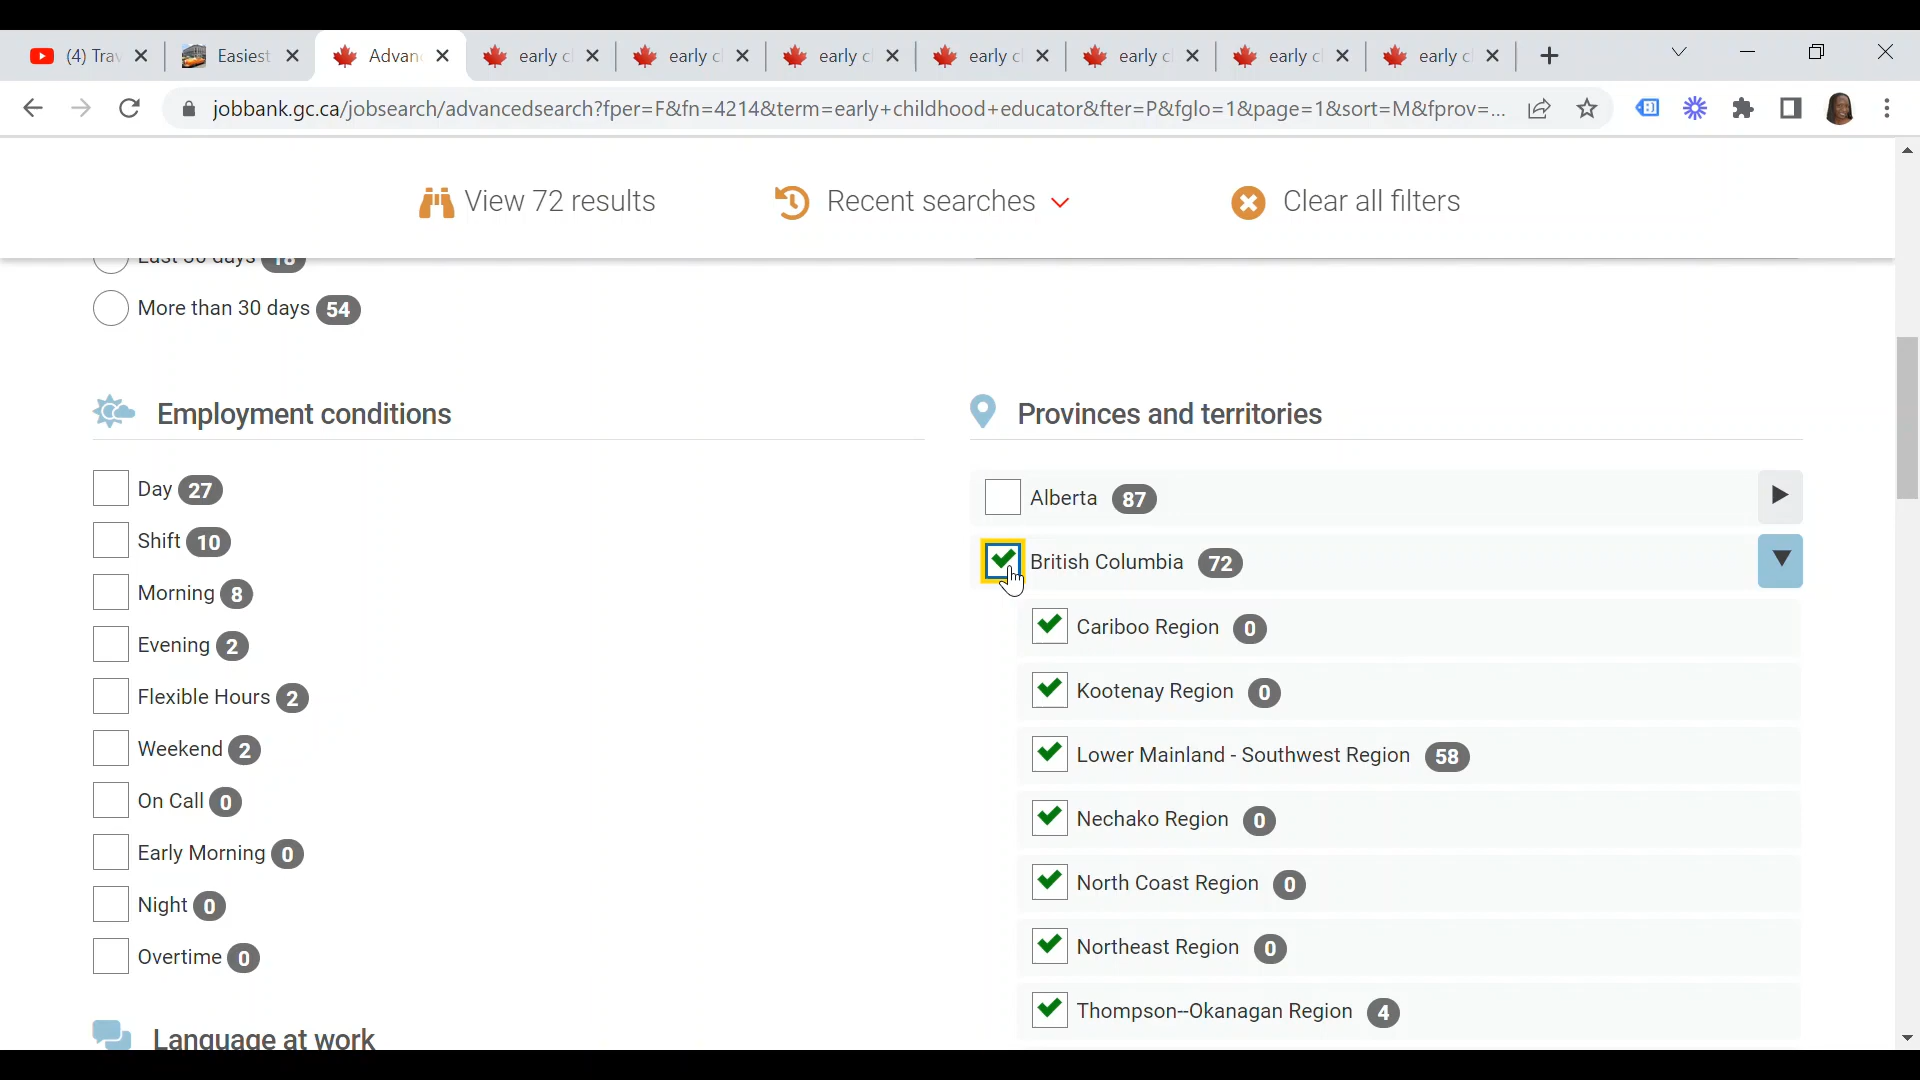 (4) Tra
Easiest
Advan
early c
early c
early c
early c
early c
early c
early c
jobbank.gc.ca/jobsearch/advancedsearch?fper=F&fn=4214&term=early+childhood+educator&fter=P&fglo=1&page=1&sort=M&fprov=...
View 72 results
Recent searches
Clear all filters
Last 30 days 18
More than 30 days 54
Employment conditions
Day 27
Shift 10
Morning 8
Evening 2
Flexible Hours 2
Weekend 2
On Call 0
Early Morning 0
Night 0
Overtime 0
Language at work
Provinces and territories
Alberta 87
British Columbia 72
Cariboo Region 0
Kootenay Region 0
Lower Mainland - Southwest Region 58
Nechako Region 0
North Coast Region 0
Northeast Region 0
Thompson--Okanagan Region 4